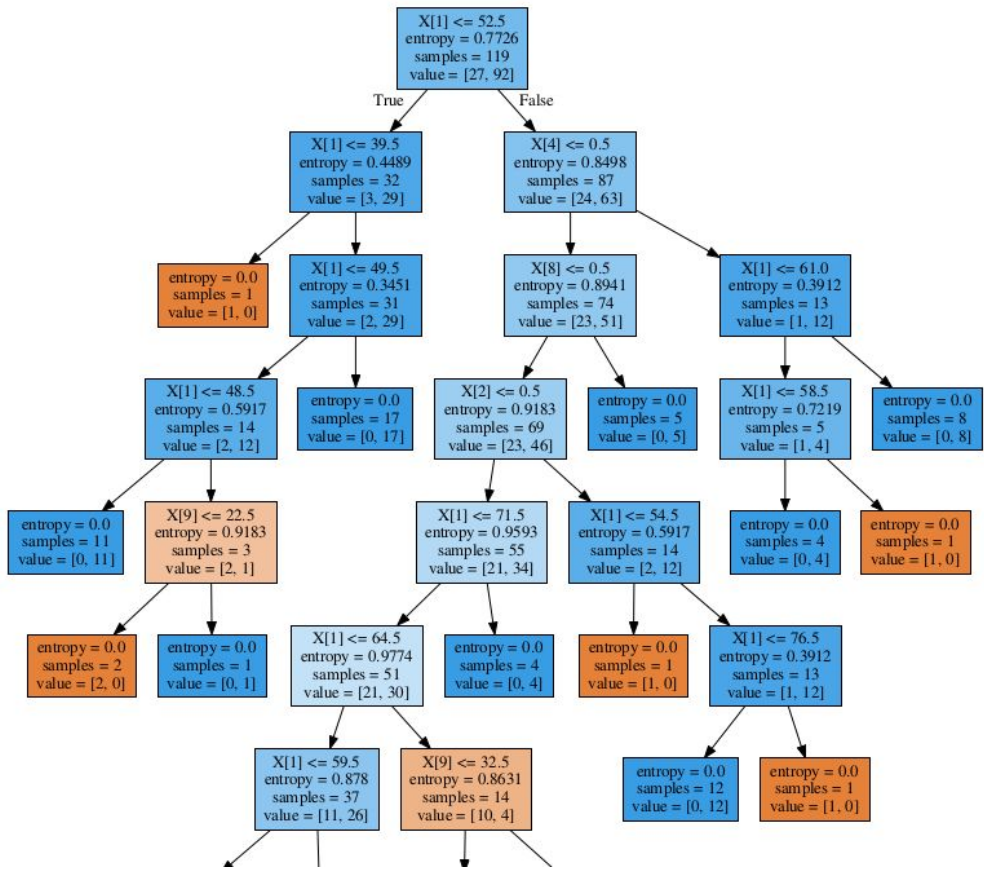 X[1] <= 52.5
entropy = 0.7726
samples = 119
value = [27, 92]
True
False
X[1] <= 39.5
entropy = 0.4489
samples = 32
value = [3, 29]
X[4] <= 0.5
entropy = 0.8498
samples = 87
value = [24, 63]
entropy = 0.0
samples = 1
value = [1, 0]
X[1] <= 49.5
entropy = 0.3451
samples = 31
value = [2, 29]
X[8] <= 0.5
entropy = 0.8941
samples = 74
value = [23, 51]
X[1] <= 61.0
entropy = 0.3912
samples = 13
value = [1, 12]
X[1] <= 48.5
entropy = 0.5917
samples = 14
value = [2, 12]
entropy = 0.0
samples = 17
value = [0, 17]
X[2] <= 0.5
entropy = 0.9183
samples = 69
value = [23, 46]
entropy = 0.0
samples = 5
value = [0, 5]
X[1] <= 58.5
entropy = 0.7219
samples = 5
value = [1, 4]
entropy = 0.0
samples = 8
value = [0, 8]
entropy = 0.0
samples = 11
value = [0, 11]
X[9] <= 22.5
entropy = 0.9183
samples = 3
value = [2, 1]
X[1] <= 71.5
entropy = 0.9593
samples = 55
value = [21, 34]
X[1] <= 54.5
entropy = 0.5917
samples = 14
value = [2, 12]
entropy = 0.0
samples = 4
value = [0, 4]
entropy = 0.0
samples = 1
value = [1, 0]
entropy = 0.0
samples = 2
value = [2, 0]
entropy = 0.0
samples = 1
value = [0, 1]
X[1] <= 64.5
entropy = 0.9774
samples = 51
value = [21, 30]
entropy = 0.0
samples = 4
value = [0, 4]
entropy = 0.0
samples = 1
value = [1, 0]
X[1] <= 76.5
entropy = 0.3912
samples = 13
value = [1, 12]
X[1] <= 59.5
entropy = 0.878
samples = 37
value = [11, 26]
X[9] <= 32.5
entropy = 0.8631
samples = 14
value = [10, 4]
entropy = 0.0
samples = 12
value = [0, 12]
entropy = 0.0
samples = 1
value = [1, 0]